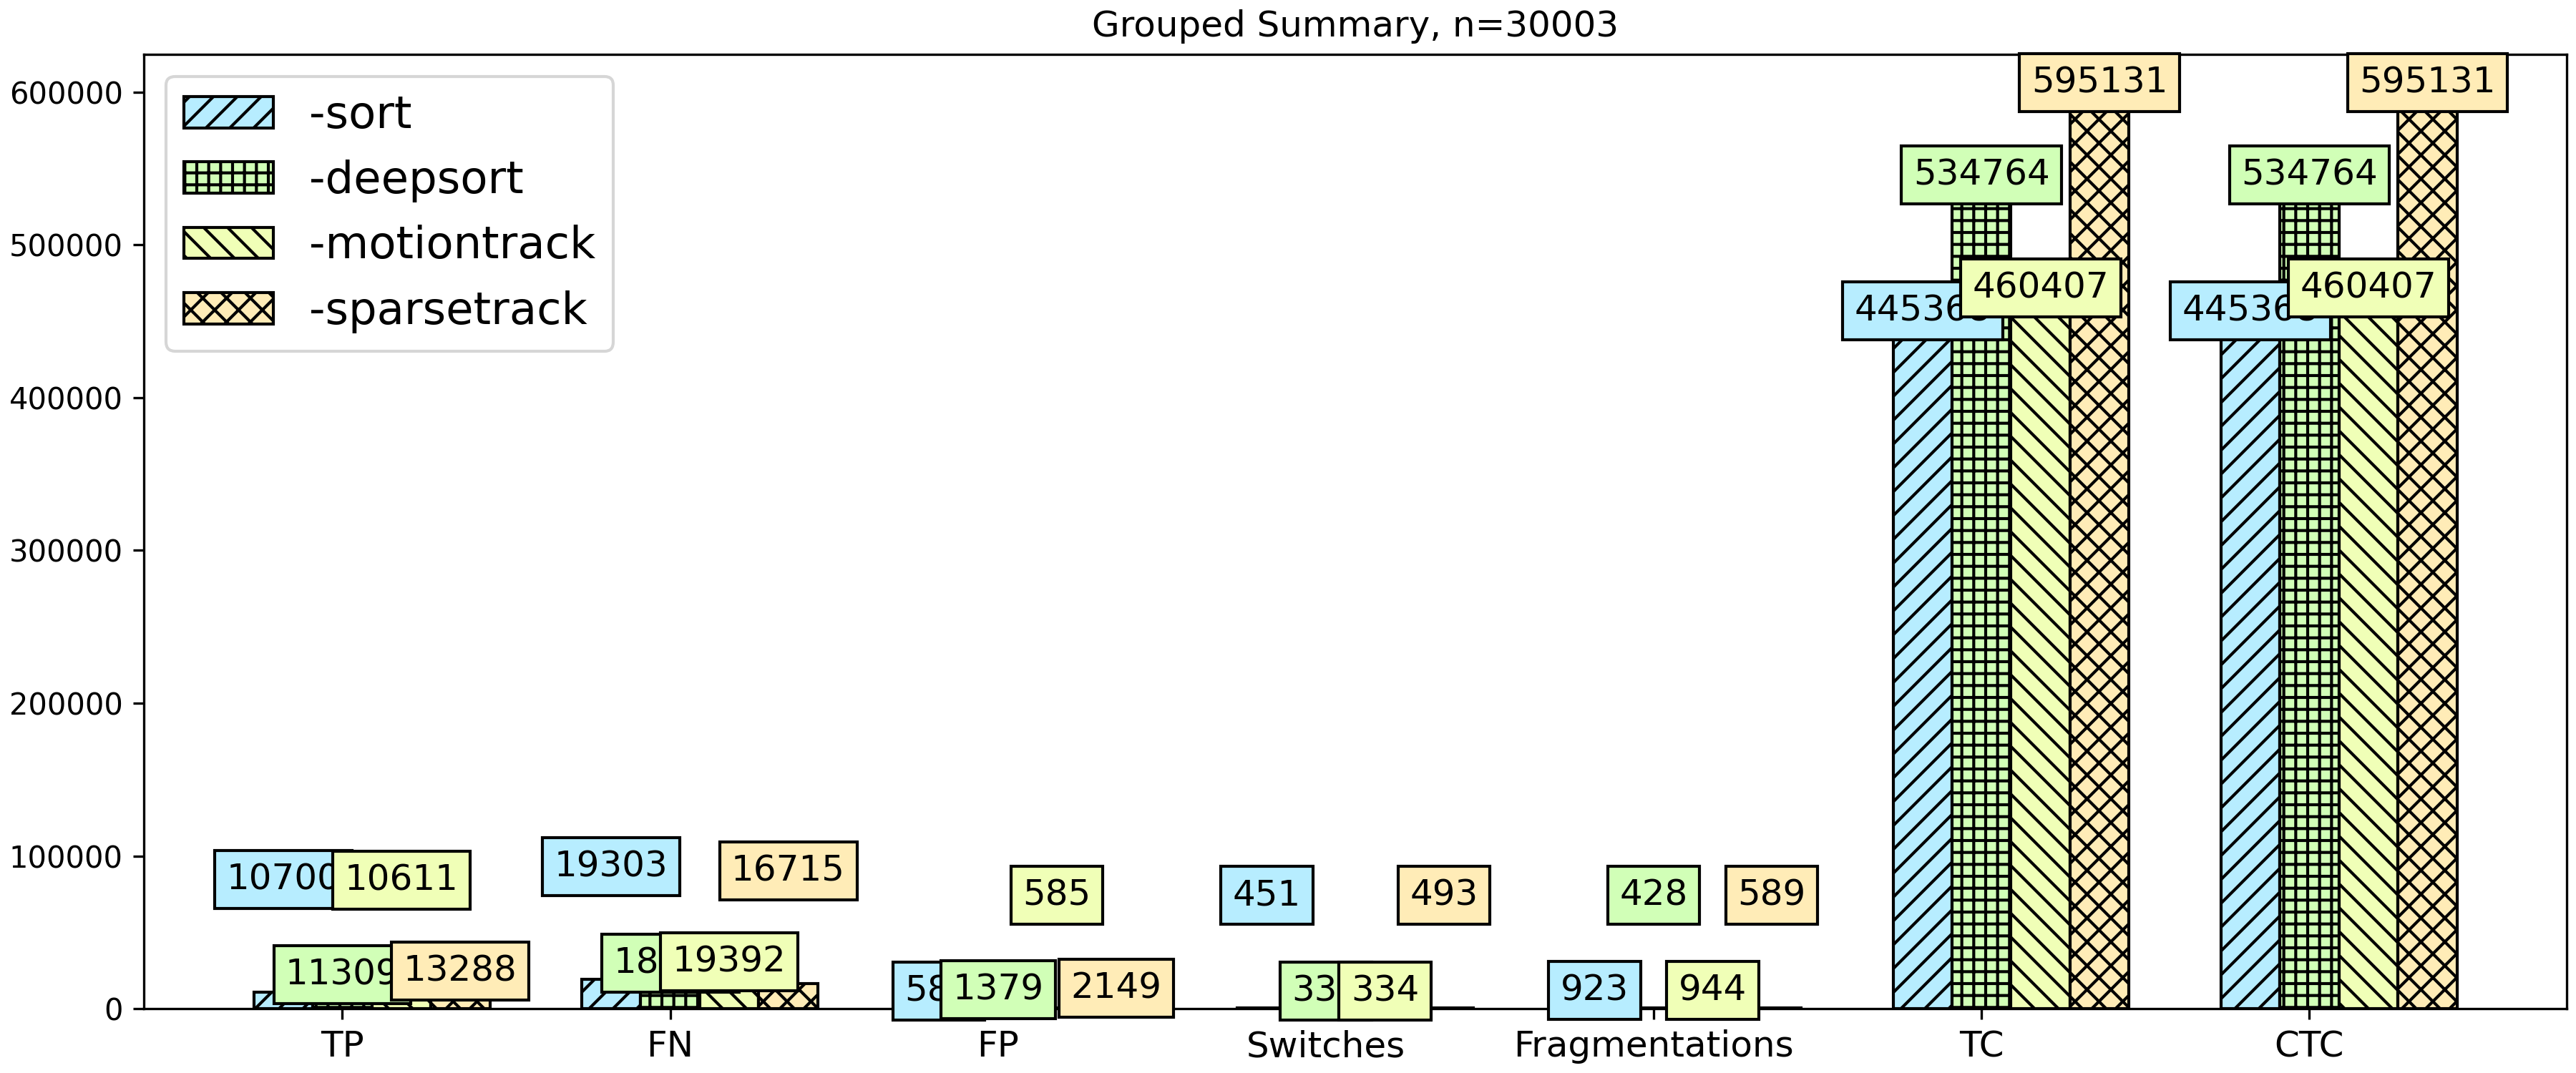 Grouped Summary, n=30003
600000
500000
400000
300000
200000
100000
0
-sort
-deepsort
-motiontrack
-sparsetrack
10700
10611
11309
13288
19303
16715
19392
585
1379
2149
451
493
334
428
589
923
944
595131
534764
460407
595131
534764
460407
TP
FN
FP
Switches
Fragmentations
TC
CTC